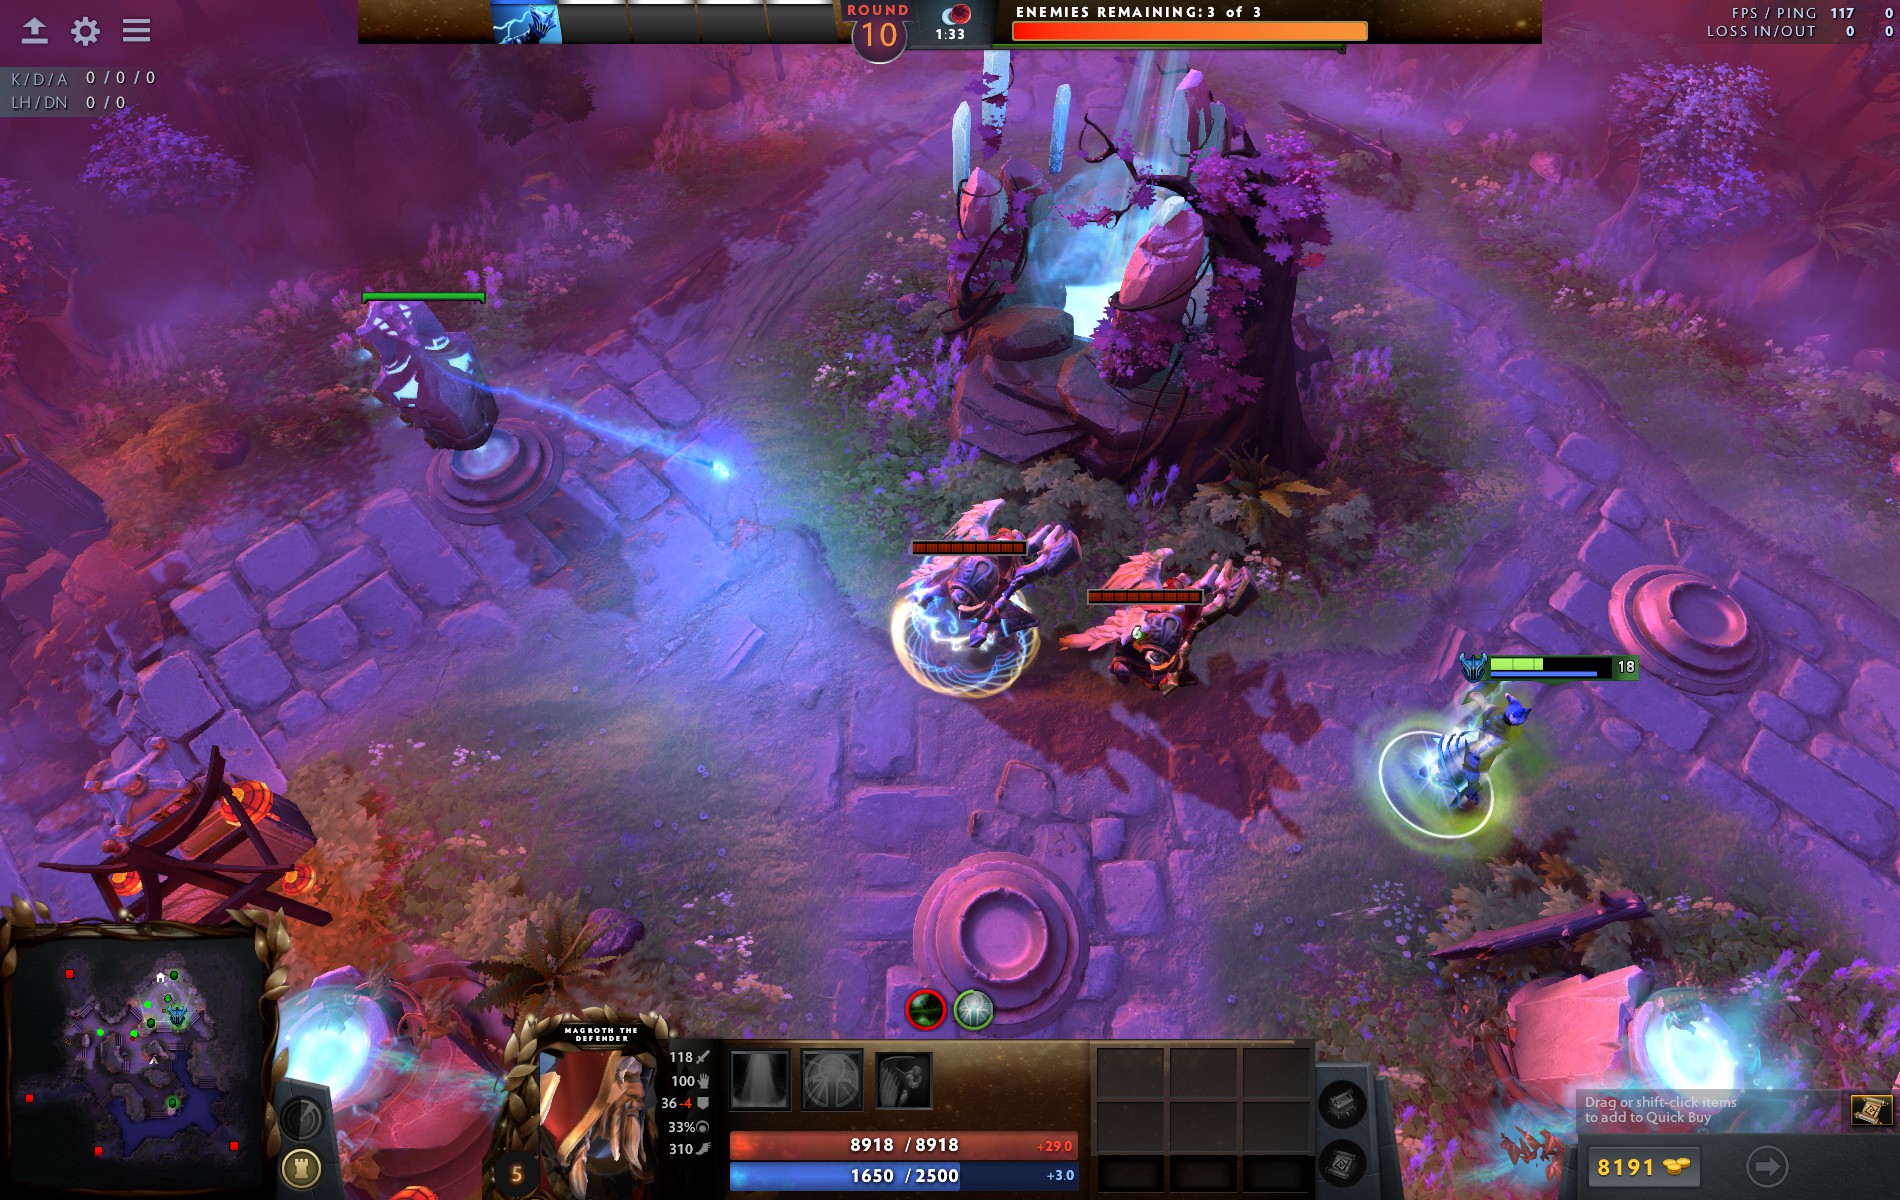 ROUND
10
1:33
ENEMIES REMAINING: 3 of 3
FPS / PING 117 0
LOSS IN/OUT 0 0
K/D/A 0 / 0 / 0
LH/DN 0 / 0
18
6
MAGROTH THE
DEFENDER
118
100
36 -4
33%
310
5
8918 / 8918
+29.0
1650 / 2500
+3.0
Drag or shift-click items
to add to Quick Buy
8191